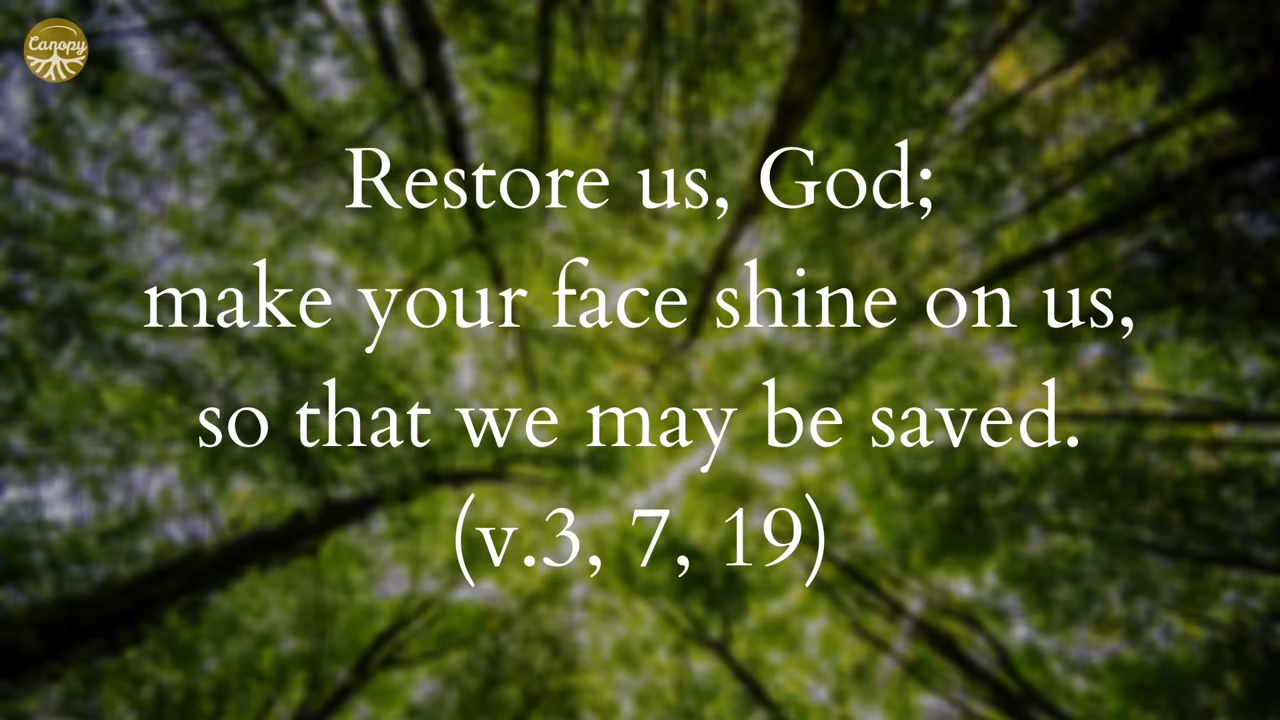 Canopy
Restore us, God;
make your face shine on us,
so that we may be saved.
(v.3, 7, 19)